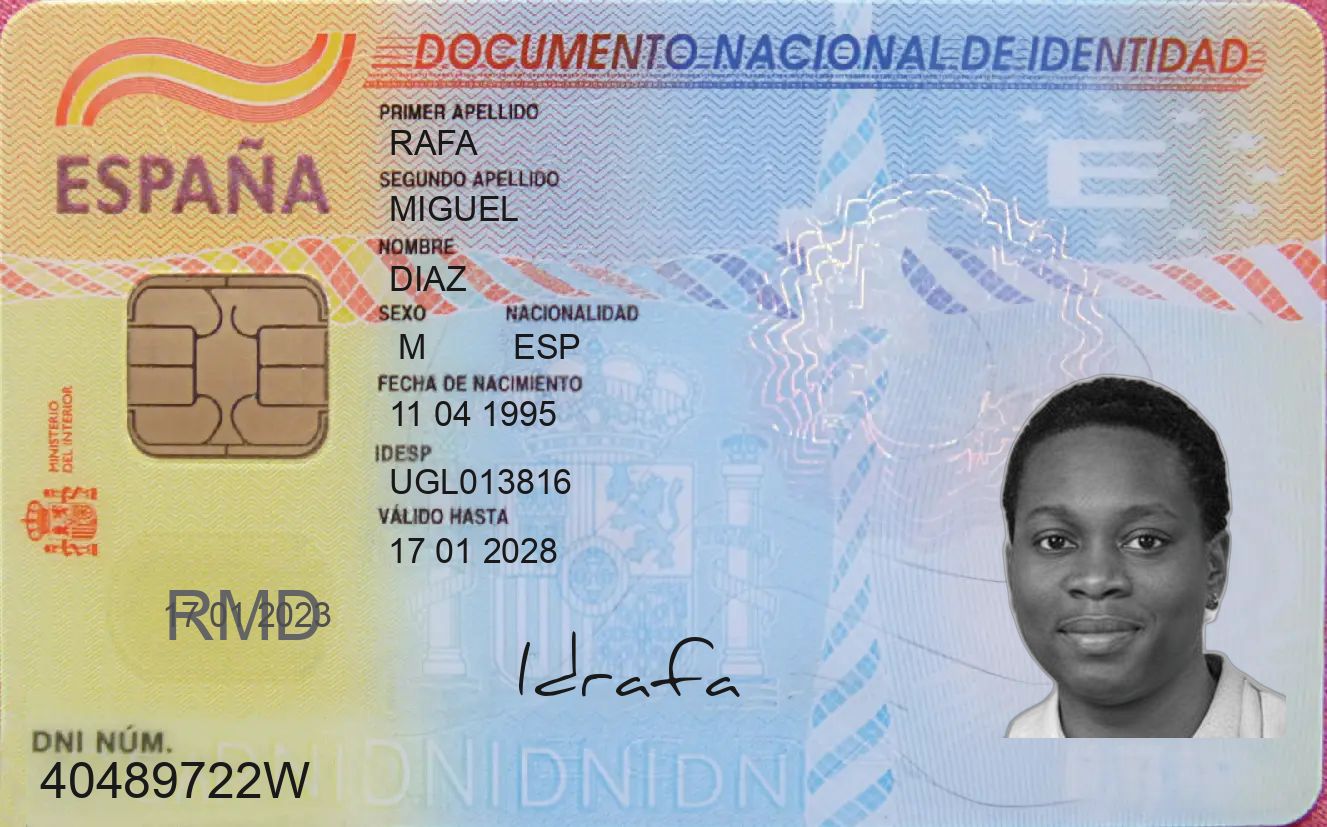 DOCUMENTO NACIONAL DE IDENTIDAD
ESPAÑA
PRIMER APELLIDO
RAFA
SEGUNDO APELLIDO
MIGUEL
NOMBRE
DIAZ
SEXO NACIONALIDAD
M ESP
FECHA DE NACIMIENTO
11 04 1995
IDESP
UGL013816
VÁLIDO HASTA
17 01 2028
MINISTERIO
DEL INTERIOR
E
17 01 2023
RMD
Idrafa
DNI NÚM.
40489722W
DNIDNIDNIDNI